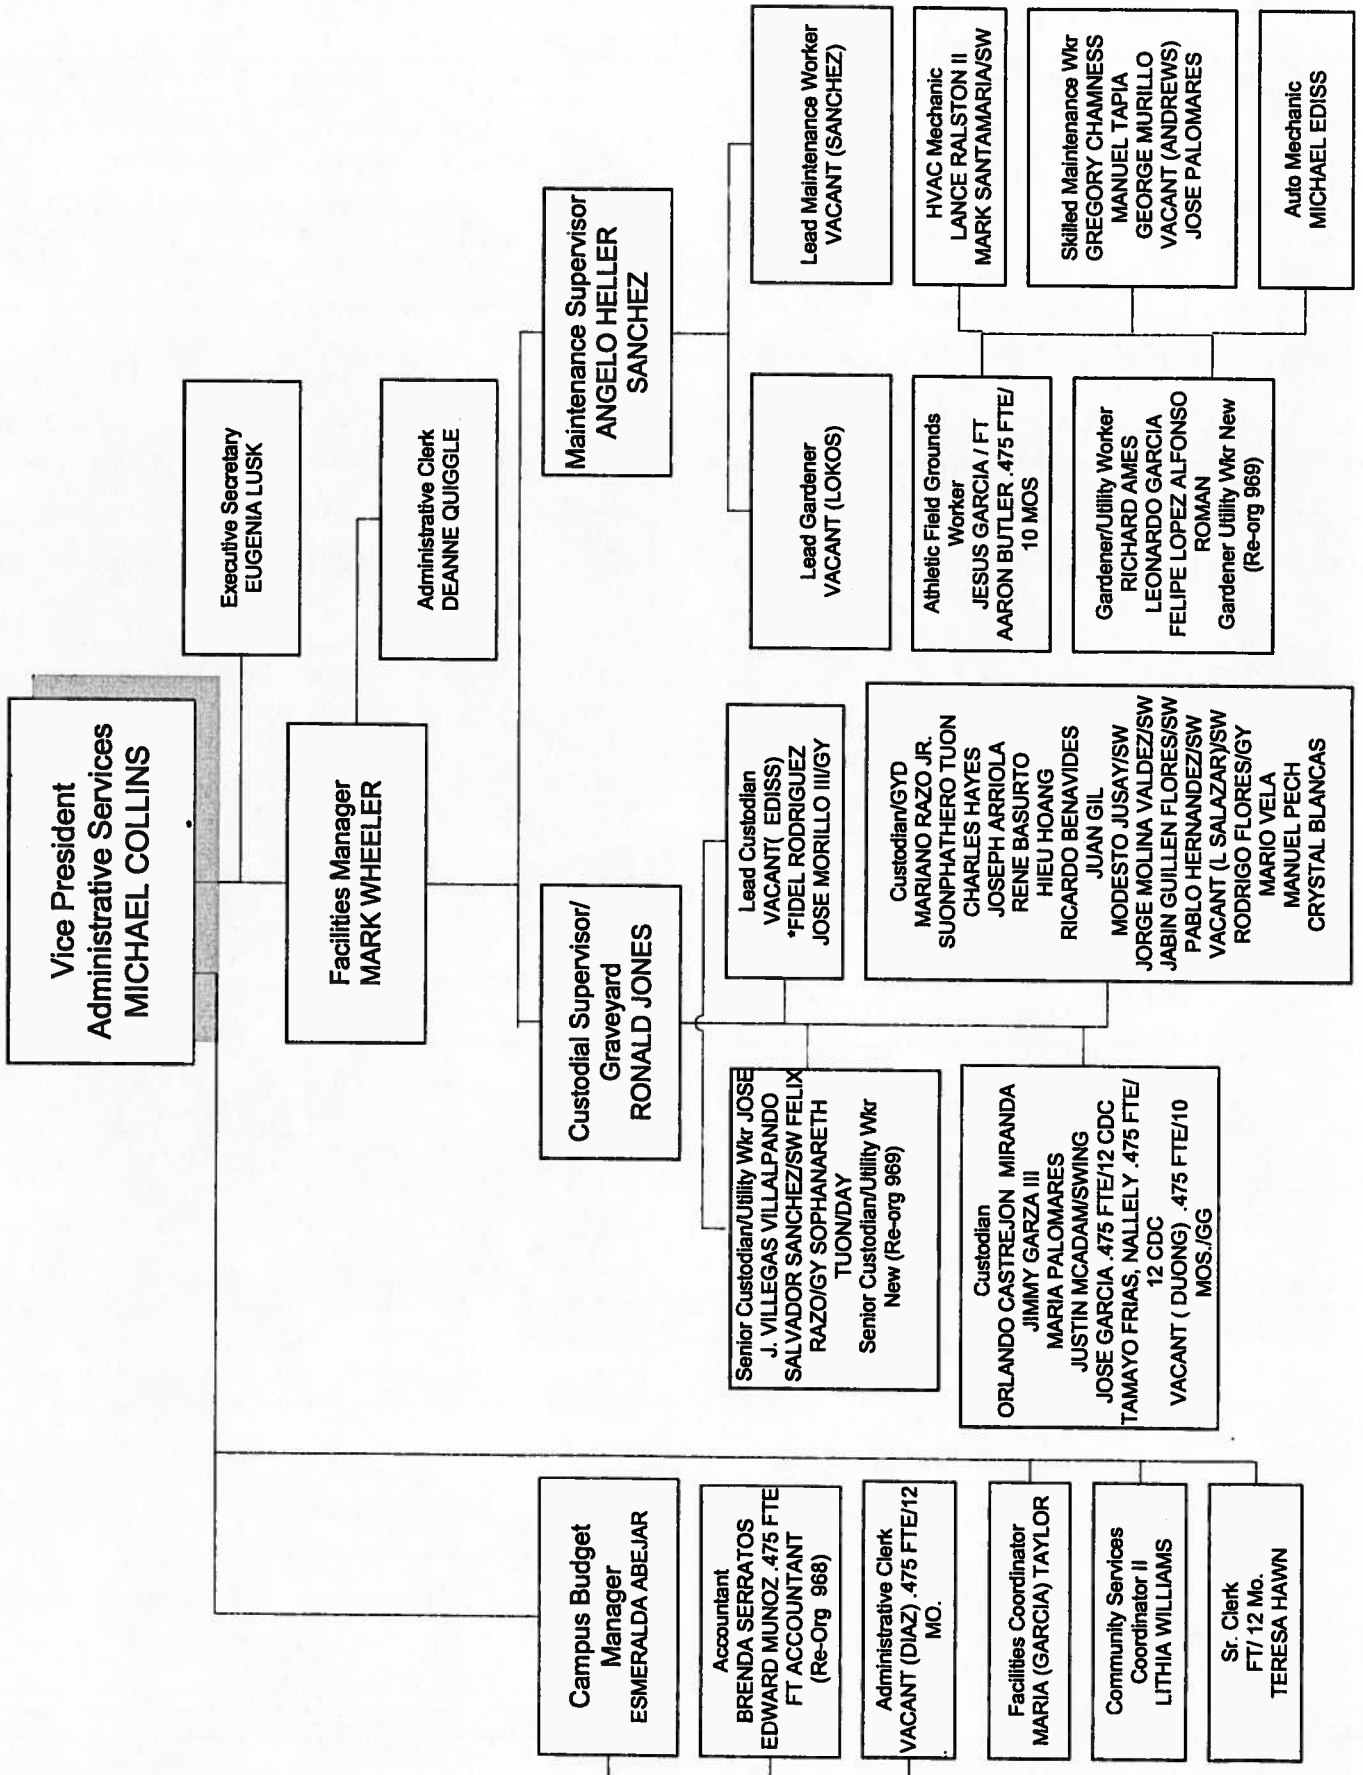 Vice President
Administrative Services
MICHAEL COLLINS
Executive Secretary
EUGENIA LUSK
Facilities Manager
MARK WHEELER
Administrative Clerk
DEANNE QUIGGLE
Campus Budget
Manager
ESMERALDA ABEJAR
Accountant
BRENDA SERRATOS
EDWARD MUNOZ .475 FTE
FT ACCOUNTANT
(Re-Org 968)
Administrative Clerk
VACANT (DIAZ) .475 FTE/12
MO.
Facilities Coordinator
MARIA (GARCIA) TAYLOR
Community Services
Coordinator II
LITHIA WILLIAMS
Sr. Clerk
FT/ 12 Mo.
TERESA HAWN
Custodial Supervisor/
Graveyard
RONALD JONES
Senior Custodian/Utility Wkr JOSE
J. VILLEGAS VILLALPANDO
SALVADOR SANCHEZ/SW FELIX
RAZO/GY SOPHANARETH
TUON/DAY
Senior Custodian/Utility Wkr
New (Re-org 969)
Custodian
ORLANDO CASTREJON MIRANDA
JIMMY GARZA III
MARIA PALOMARES
JUSTIN MCADAM/SWING
JOSE GARCIA .475 FTE/12 CDC
TAMAYO FRIAS, NALLELY .475 FTE/
12 CDC
VACANT ( DUONG) .475 FTE/10
MOS./GG
Lead Custodian
VACANT( EDISS)
*FIDEL RODRIGUEZ
JOSE MORILLO III/GY
Custodian/GYD
MARIANO RAZO JR.
SUONPHATHERO TUON
CHARLES HAYES
JOSEPH ARRIOLA
RENE BASURTO
HIEU HOANG
RICARDO BENAVIDES
JUAN GIL
MODESTO JUSAY/SW
JORGE MOLINA VALDEZ/SW
JABIN GUILLEN FLORES/SW
PABLO HERNANDEZ/SW
VACANT (L SALAZAR)/SW
RODRIGO FLORES/GY
MARIO VELA
MANUEL PECH
CRYSTAL BLANCAS
Maintenance Supervisor
ANGELO HELLER
SANCHEZ
Lead Gardener
VACANT (LOKOS)
Athletic Field Grounds
Worker
JESUS GARCIA / FT
AARON BUTLER .475 FTE/
10 MOS
Gardener/Utility Worker
RICHARD AMES
LEONARDO GARCIA
FELIPE LOPEZ ALFONSO
ROMAN
Gardener Utility Wkr New
(Re-org 969)
Lead Maintenance Worker
VACANT (SANCHEZ)
HVAC Mechanic
LANCE RALSTON II
MARK SANTAMARIA/SW
Skilled Maintenance Wkr
GREGORY CHAMNESS
MANUEL TAPIA
GEORGE MURILLO
VACANT (ANDREWS)
JOSE PALOMARES
Auto Mechanic
MICHAEL EDISS